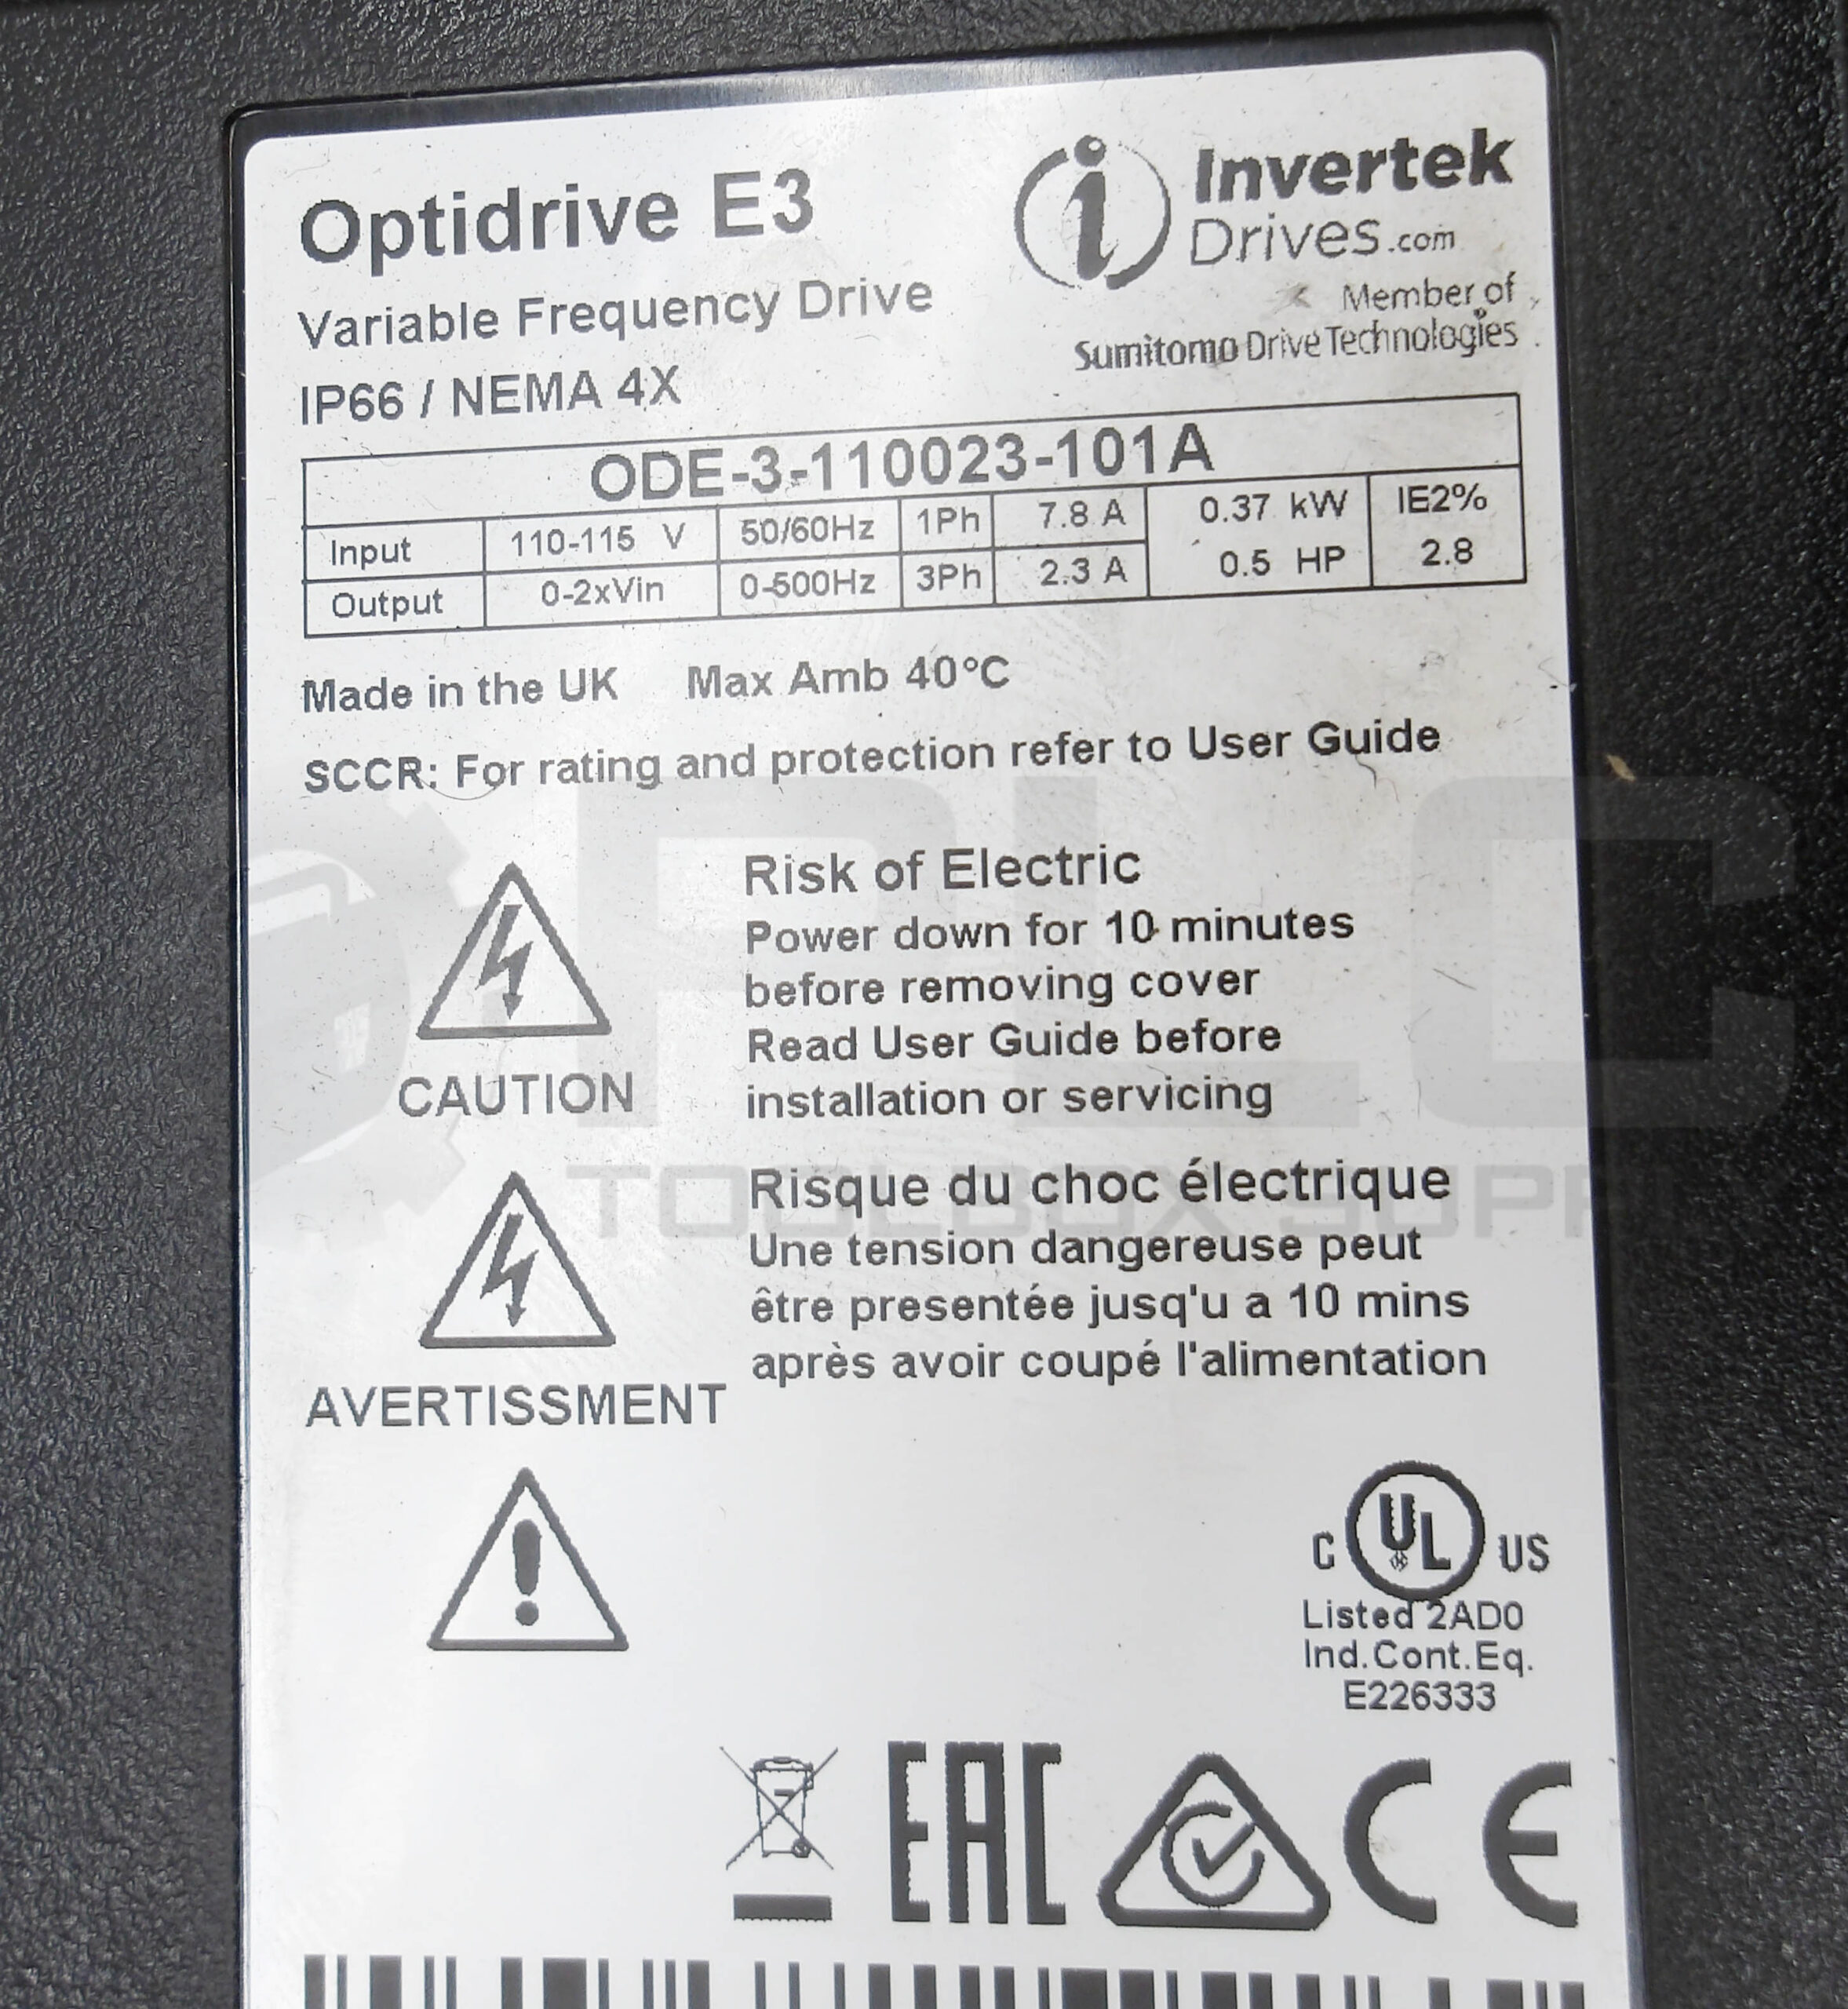 Optidrive E3
Invertek
Drives.com
Variable Frequency Drive
Member of
Sumitomo Drive Technologies
IP66 / NEMA 4X
ODE-3-110023-101A
Input 110-115 V 50/60Hz 1Ph 7.8 A 0.37 kW IE2%
Output 0-2xVin 0-500Hz 3Ph 2.3 A 0.5 HP 2.8
Made in the UK Max Amb 40°C
SCCR: For rating and protection refer to User Guide
PLC
TOOLBOX SUPP
Risk of Electric
Power down for 10 minutes
before removing cover
Read User Guide before
installation or servicing
CAUTION
Risque du choc électrique
Une tension dangereuse peut
être presentée jusq'u a 10 mins
après avoir coupé l'alimentation
AVERTISSMENT
C UL US
Listed 2AD0
Ind.Cont.Eq.
E226333
EAC CE